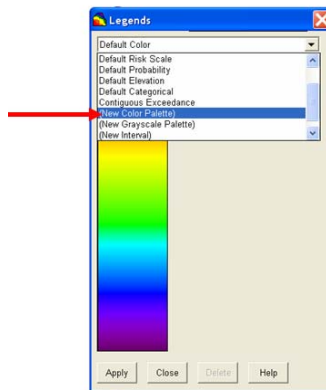 Legends
Default Color
Default Risk Scale
Default Probability
Default Elevation
Default Categorical
Contiguous Exceedance
(New Color Palette)
(New Grayscale Palette)
(New Interval)
Apply Close Delete Help